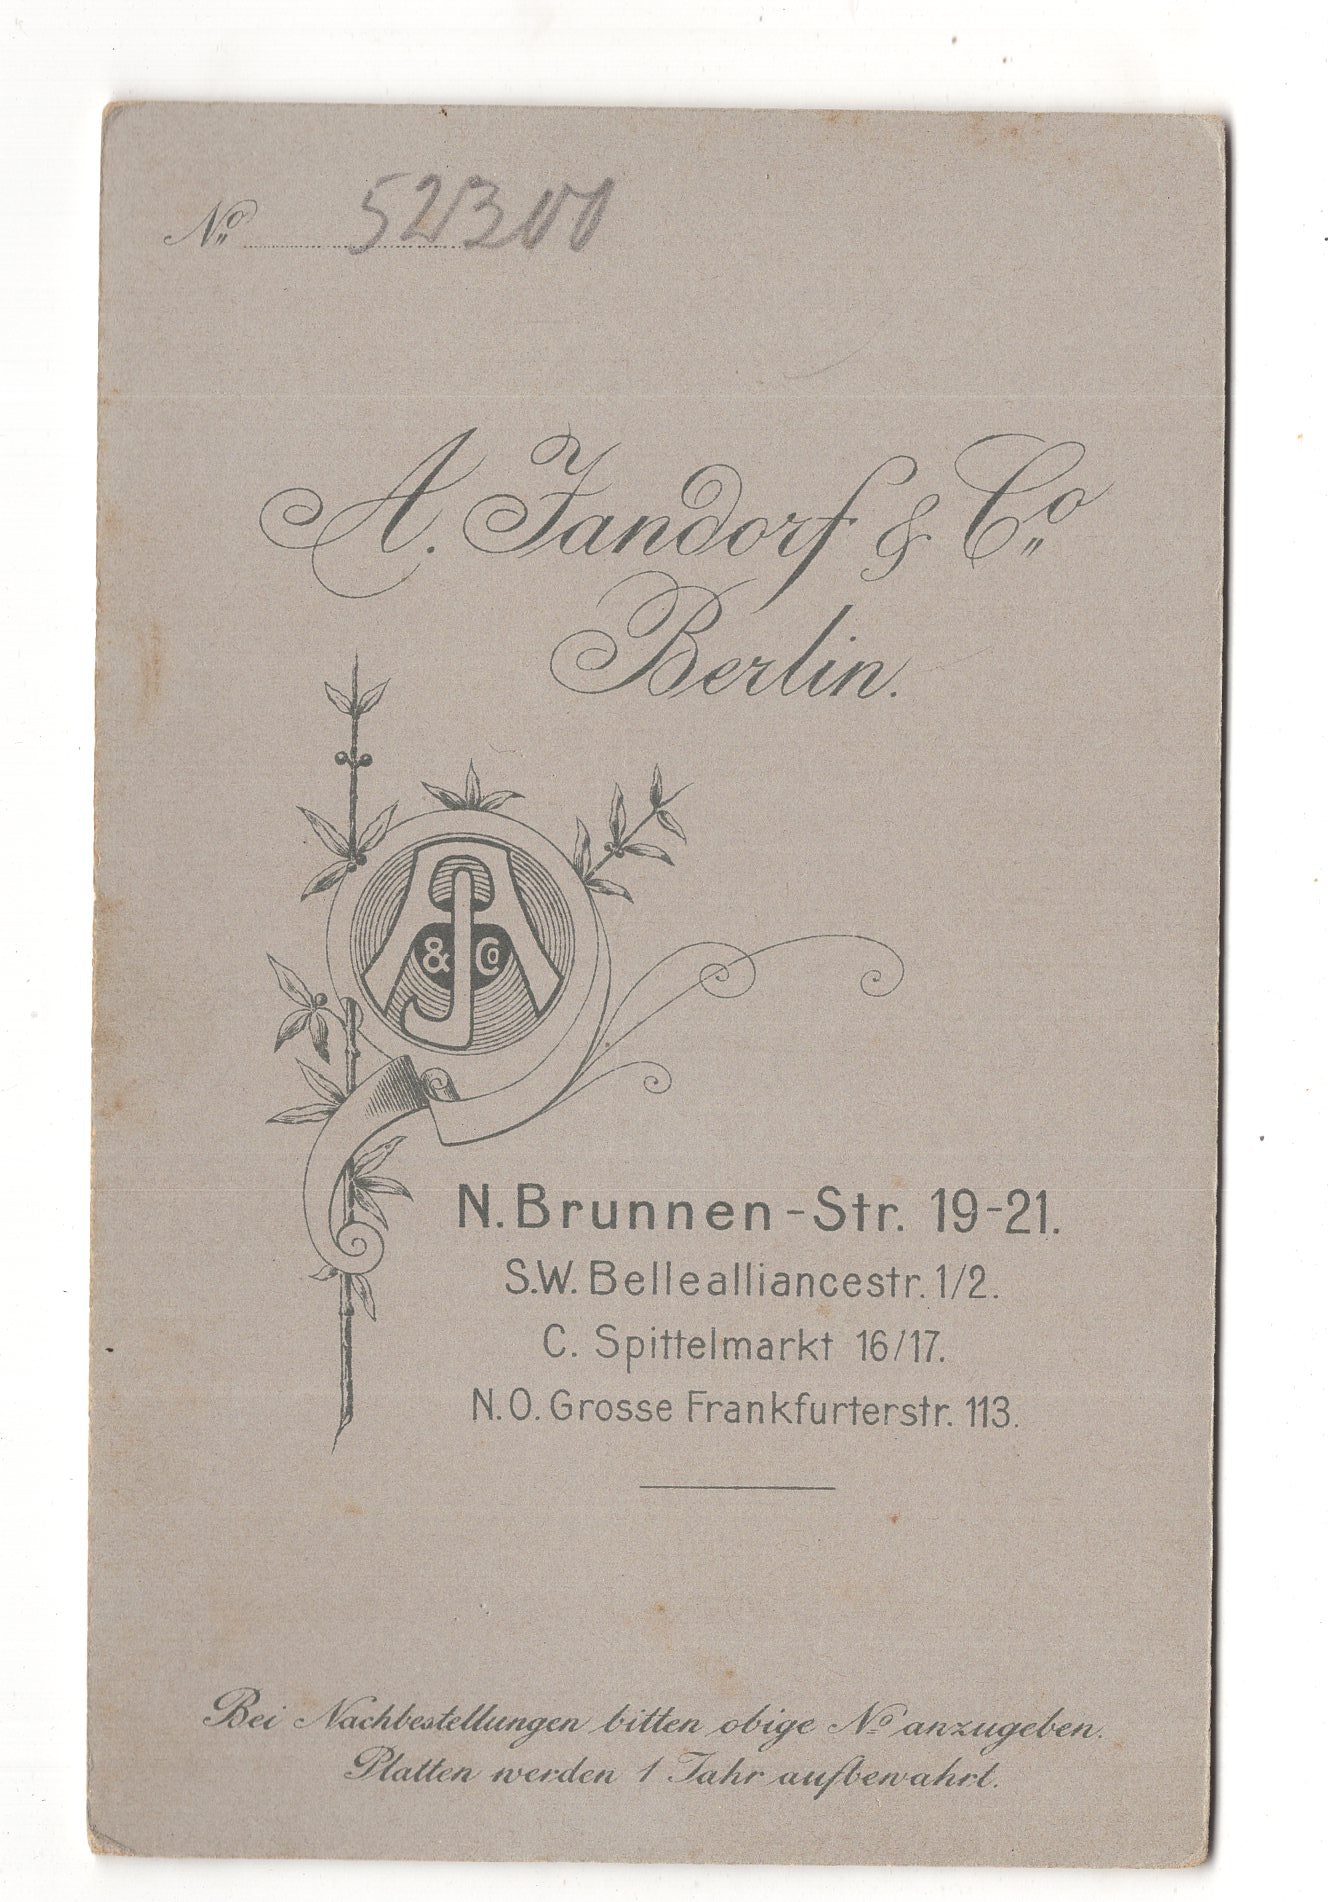 No 52300
A. Jandorf & Co.
Berlin.
A J & Co
N. Brunnen-Str. 19-21.
S.W. Bellealliancestr. 1/2.
C. Spittelmarkt 16/17.
N.O. Grosse Frankfurterstr. 113.
Bei Nachbestellungen bitten obige No anzugeben.
Platten werden 1 Jahr aufbewahrt.